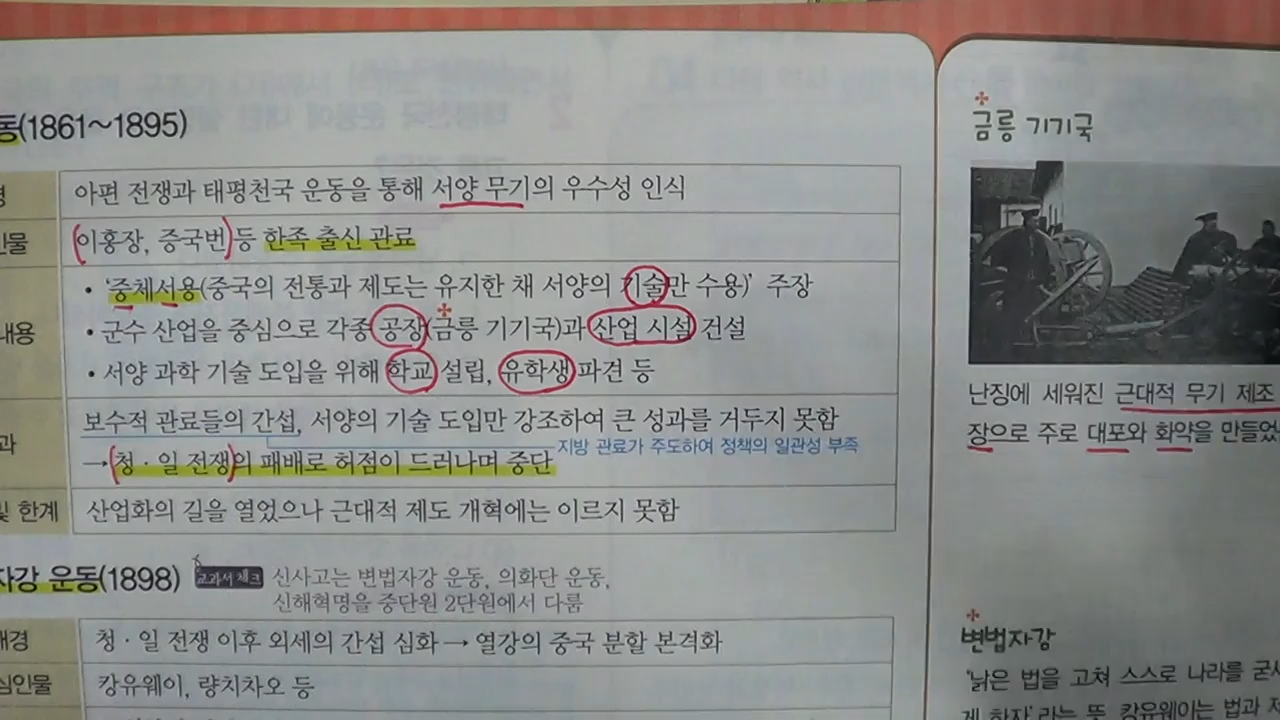 동(1861~1895)
아편 전쟁과 태평천국 운동을 통해 서양 무기의 우수성 인식
인물
이홍장, 증국번 등 한족 출신 관료
내용
• '중체서용(중국의 전통과 제도는 유지한 채 서양의 기술만 수용)' 주장
• 군수 산업을 중심으로 각종 공장(금릉 기기국)과 산업 시설 건설
• 서양 과학 기술 도입을 위해 학교 설립, 유학생 파견 등
과
보수적 관료들의 간섭, 서양의 기술 도입만 강조하여 큰 성과를 거두지 못함
지방 관료가 주도하여 정책의 일관성 부족
→ 청·일 전쟁의 패배로 허점이 드러나며 중단
및 한계
산업화의 길을 열었으나 근대적 제도 개혁에는 이르지 못함
자강 운동(1898)
교과서 체크
신사고는 변법자강 운동, 의화단 운동,
신해혁명을 중단원 2단원에서 다룸
배경
청·일 전쟁 이후 외세의 간섭 심화 → 열강의 중국 분할 본격화
심인물
캉유웨이, 량치차오 등
금릉 기기국
난징에 세워진 근대적 무기 제조
장으로 주로 대포와 화약을 만들었
변법자강
'낡은 법을 고쳐 스스로 나라를 굳세
게 하자'라는 뜻. 캉유웨이는 법과 제